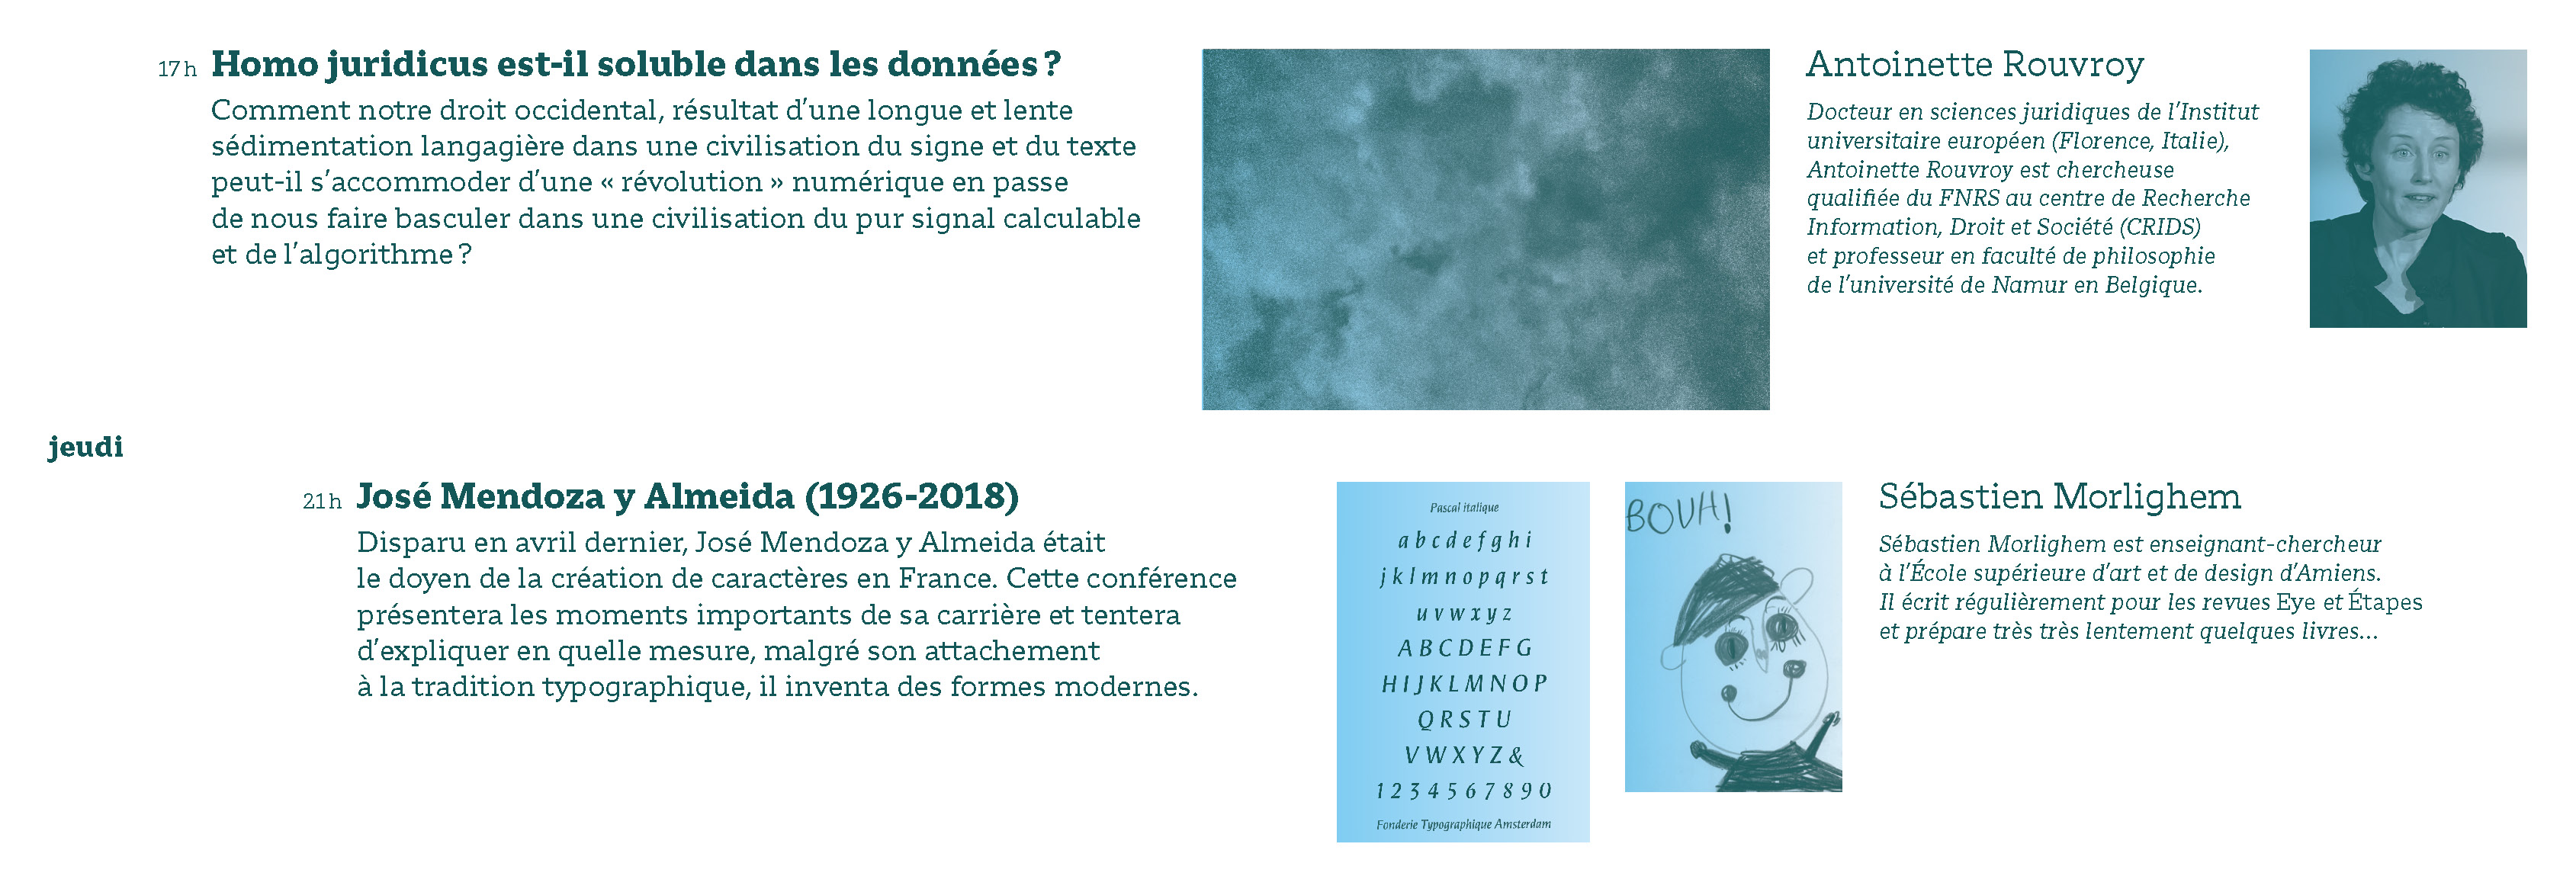 17h Homo juridicus est-il soluble dans les données ?
Comment notre droit occidental, résultat d’une longue et lente
sédimentation langagière dans une civilisation du signe et du texte
peut-il s’accommoder d’une « révolution » numérique en passe
de nous faire basculer dans une civilisation du pur signal calculable
et de l’algorithme ?
Antoinette Rouvroy
Docteur en sciences juridiques de l’Institut
universitaire européen (Florence, Italie),
Antoinette Rouvroy est chercheuse
qualifiée du FNRS au centre de Recherche
Information, Droit et Société (CRIDS)
et professeur en faculté de philosophie
de l’université de Namur en Belgique.
jeudi
21h José Mendoza y Almeida (1926-2018)
Disparu en avril dernier, José Mendoza y Almeida était
le doyen de la création de caractères en France. Cette conférence
présentera les moments importants de sa carrière et tentera
d’expliquer en quelle mesure, malgré son attachement
à la tradition typographique, il inventa des formes modernes.
Pascal italique
a b c d e f g h i
j k l m n o p q r s t
u v w x y z
A B C D E F G
H I J K L M N O P
Q R S T U
V W X Y Z &
1 2 3 4 5 6 7 8 9 0
Fonderie Typographique Amsterdam
BOUH!
Sébastien Morlighem
Sébastien Morlighem est enseignant-chercheur
à l’École supérieure d’art et de design d’Amiens.
Il écrit régulièrement pour les revues Eye et Étapes
et prépare très très lentement quelques livres...